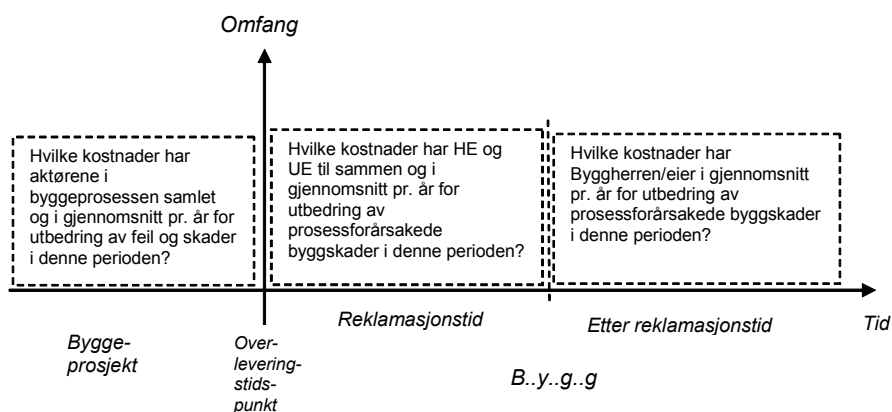 Omfang
Hvilke kostnader har
aktørene i
byggeprosessen samlet
og i gjennomsnitt pr. år for
utbedring av feil og skader
i denne perioden?
Hvilke kostnader har HE og
UE til sammen og i
gjennomsnitt pr. år for
utbedring av
prosessforårsakede
byggskader i denne perioden?
Hvilke kostnader har
Byggherren/eier i gjennomsnitt
pr. år for utbedring av
prosessforårsakede byggskader
i denne perioden?
Bygge-
prosjekt
Over-
levering-
stids-
punkt
Reklamasjonstid
Etter reklamasjonstid
Tid
B..y..g..g